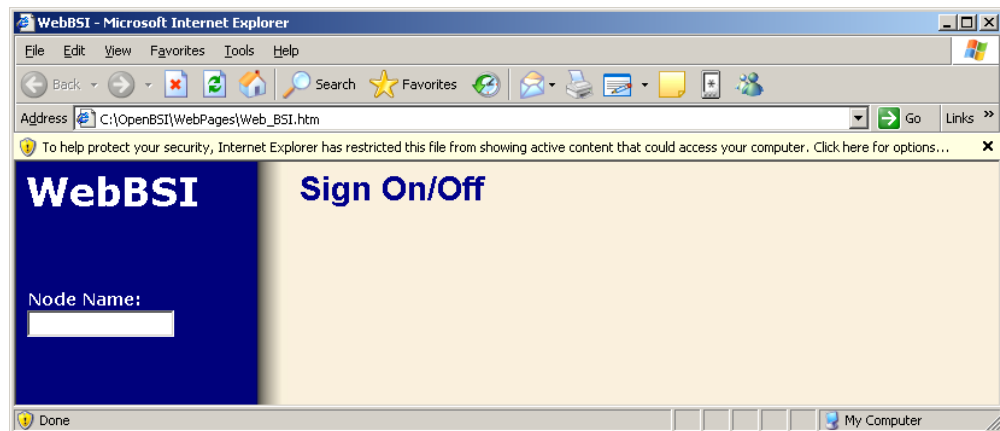 WebBSI - Microsoft Internet Explorer
File Edit View Favorites Tools Help
Back Search Favorites
Address C:\OpenBSI\WebPages\Web_BSI.htm Go Links »
To help protect your security, Internet Explorer has restricted this file from showing active content that could access your computer. Click here for options...
WebBSI Sign On/Off
Node Name:
Done My Computer